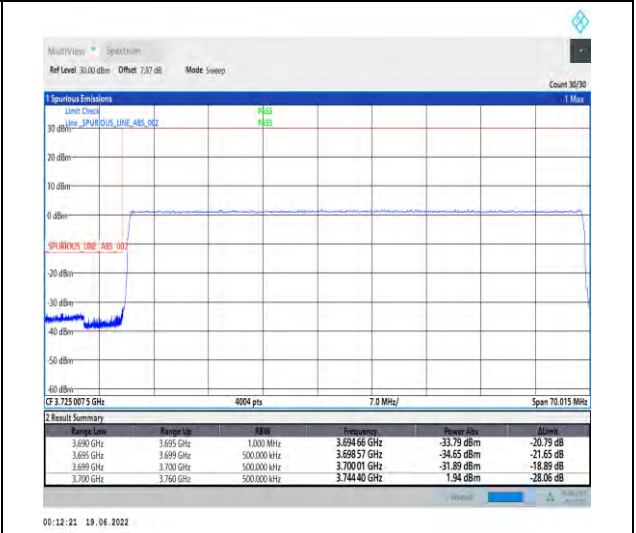 MultiView Spectrum
Ref Level 30.00 dBm Offset 7.87 dB Mode Sweep
Count 30/30
1 Spurious Emissions 1 Max
Limit Check PASS
Line _SPURIOUS_LINE_ABS_002 PASS
30 dBm
20 dBm
10 dBm
0 dBm
_SPURIOUS_LINE_ABS_002
-20 dBm
-30 dBm
-40 dBm
-50 dBm
-60 dBm
CF 3.725 007 5 GHz 4004 pts 7.0 MHz/ Span 70.015 MHz
2 Result Summary
Range Low Range Up RBW Frequency Power Abs ΔLimit
3.690 GHz 3.695 GHz 1.000 MHz 3.694 66 GHz -33.79 dBm -20.79 dB
3.695 GHz 3.699 GHz 500.000 kHz 3.698 57 GHz -34.65 dBm -21.65 dB
3.699 GHz 3.700 GHz 500.000 kHz 3.700 01 GHz -31.89 dBm -18.89 dB
3.700 GHz 3.760 GHz 500.000 kHz 3.744 40 GHz 1.94 dBm -28.06 dB
00:12:21 19.06.2022